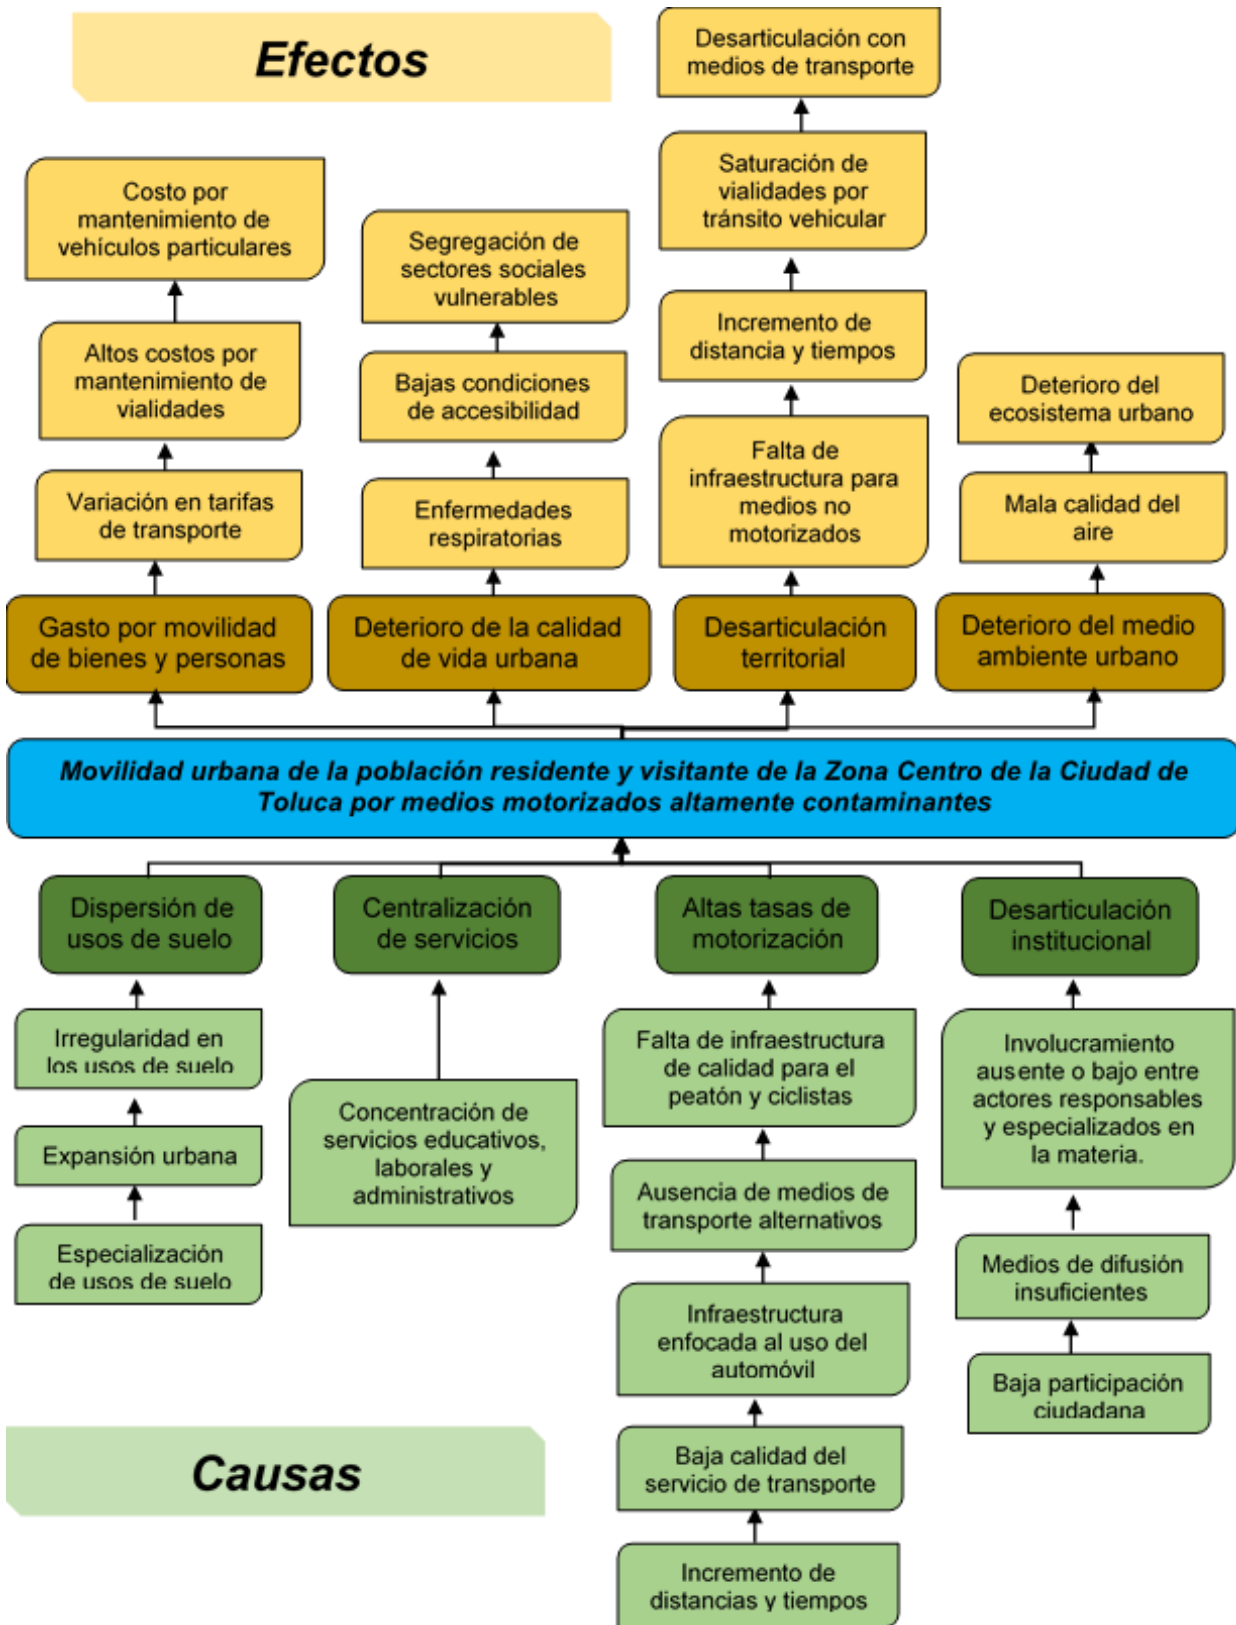 Efectos
Desarticulación con
medios de transporte
Saturación de
vialidades por
tránsito vehicular
Costo por
mantenimiento de
vehículos particulares
Segregación de
sectores sociales
vulnerables
Incremento de
distancia y tiempos
Altos costos por
mantenimiento de
vialidades
Bajas condiciones
de accesibilidad
Deterioro del
ecosistema urbano
Falta de
infraestructura para
medios no
motorizados
Variación en tarifas
de transporte
Enfermedades
respiratorias
Mala calidad del
aire
Gasto por movilidad
de bienes y personas
Deterioro de la calidad
de vida urbana
Desarticulación
territorial
Deterioro del medio
ambiente urbano
Movilidad urbana de la población residente y visitante de la Zona Centro de la Ciudad de
Toluca por medios motorizados altamente contaminantes
Dispersión de
usos de suelo
Centralización
de servicios
Altas tasas de
motorización
Desarticulación
institucional
Irregularidad en
los usos de suelo
Expansión urbana
Especialización
de usos de suelo
Concentración de
servicios educativos,
laborales y
administrativos
Falta de infraestructura
de calidad para el
peatón y ciclistas
Ausencia de medios de
transporte alternativos
Infraestructura
enfocada al uso del
automóvil
Baja calidad del
servicio de transporte
Incremento de
distancias y tiempos
Involucramiento
ausente o bajo entre
actores responsables
y especializados en
la materia.
Medios de difusión
insuficientes
Baja participación
ciudadana
Causas